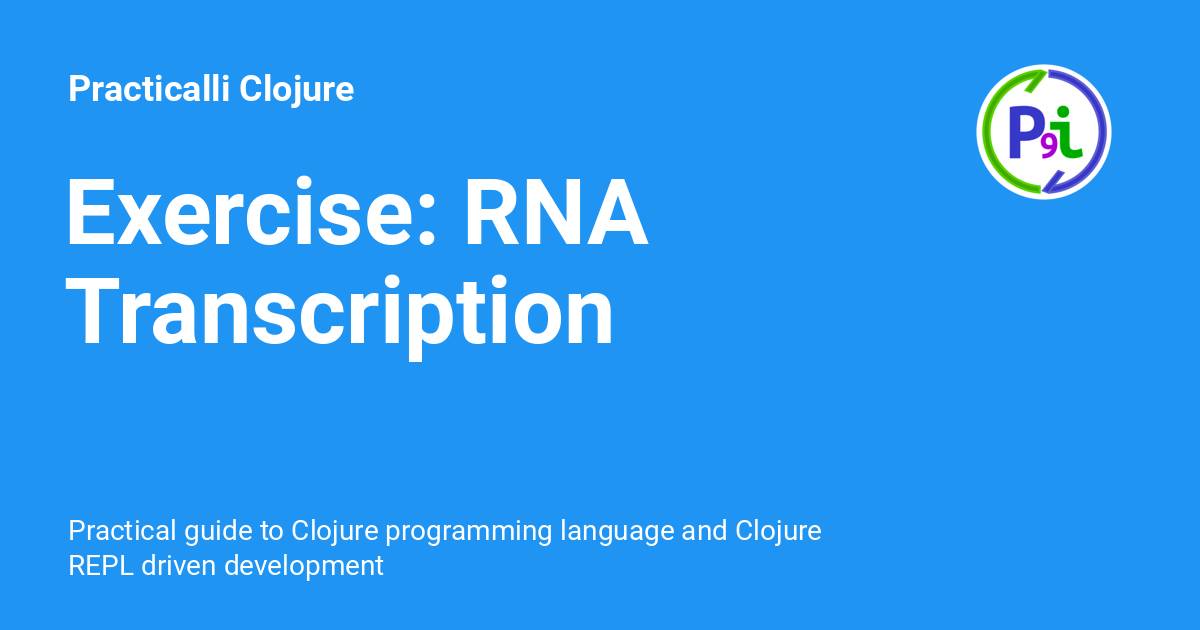 Practicalli Clojure
P9i
Exercise: RNA
Transcription
Practical guide to Clojure programming language and Clojure
REPL driven development